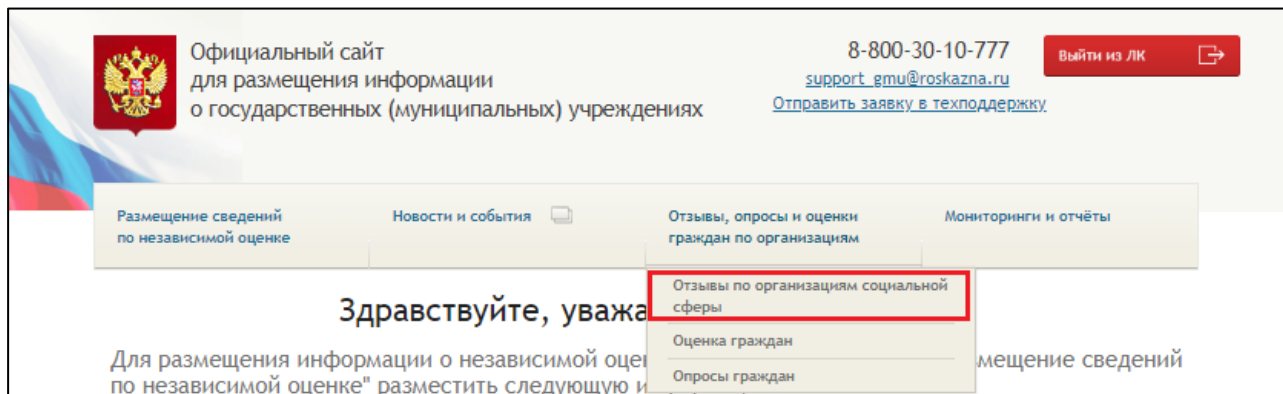 Официальный сайт
для размещения информации
о государственных (муниципальных) учреждениях
8-800-30-10-777
support_gmu@roskazna.ru
Отправить заявку в техподдержку
Выйти из ЛК
Размещение сведений
по независимой оценке
Новости и события
Отзывы, опросы и оценки
граждан по организациям
Мониторинги и отчёты
Отзывы по организациям социальной
сферы
Оценка граждан
Опросы граждан
Здравствуйте, уважа
Для размещения информации о независимой оце мещение сведений
по независимой оценке" разместить следующую и